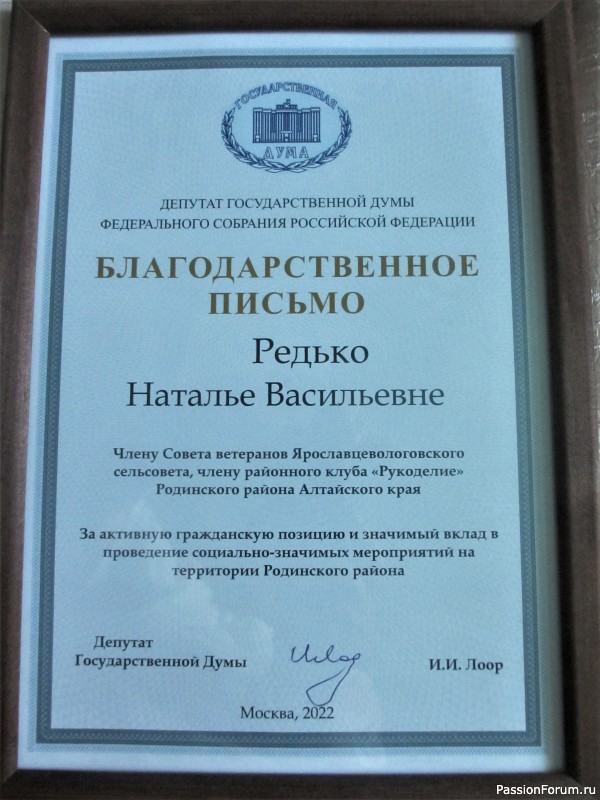 ГОСУДАРСТВЕННАЯ
ДУМА
ДЕПУТАТ ГОСУДАРСТВЕННОЙ ДУМЫ
ФЕДЕРАЛЬНОГО СОБРАНИЯ РОССИЙСКОЙ ФЕДЕРАЦИИ
БЛАГОДАРСТВЕННОЕ
ПИСЬМО
Редько
Наталье Васильевне
Члену Совета ветеранов Ярославцевологовского
сельсовета, члену районного клуба «Рукоделие»
Родинского района Алтайского края
За активную гражданскую позицию и значимый вклад в
проведение социально-значимых мероприятий на
территории Родинского района
Депутат
Государственной Думы
И.И. Лоор
Москва, 2022
PassionForum.ru